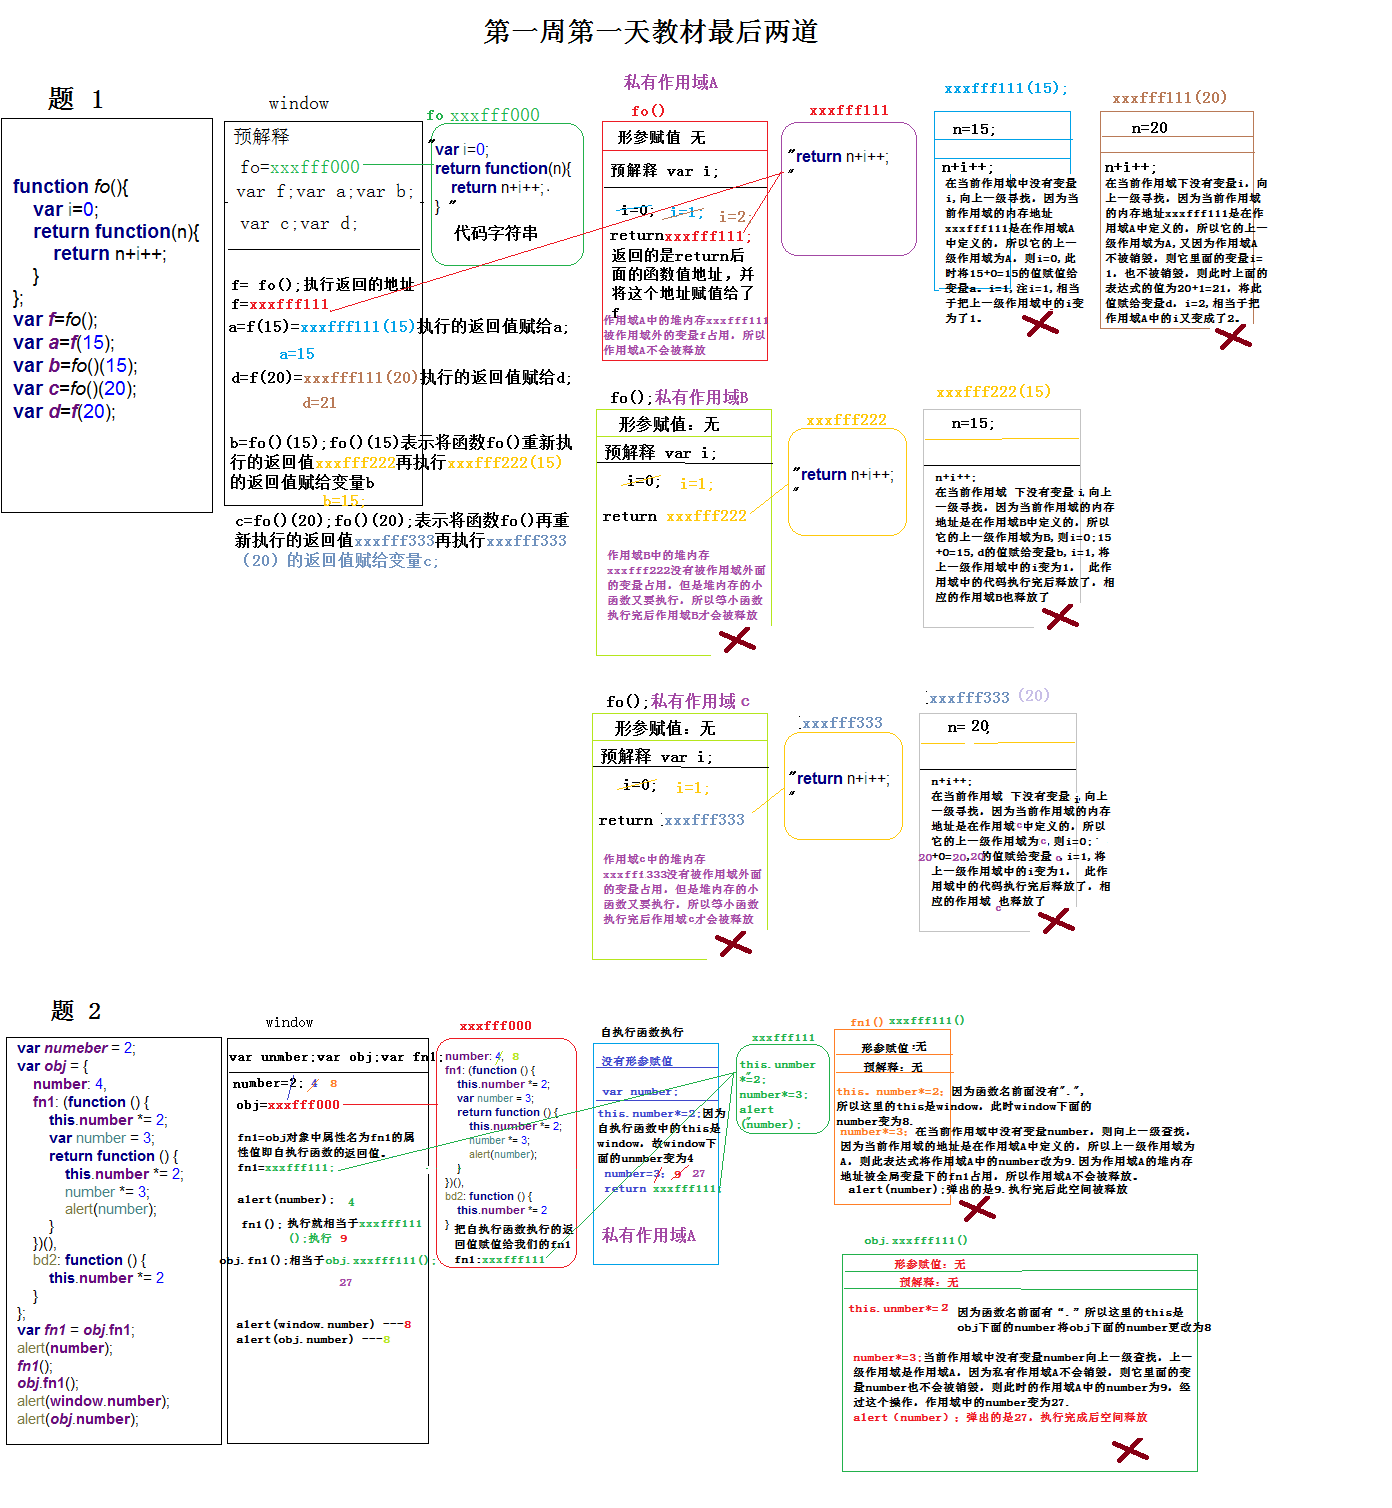 第一周第一天教材最后两道
题 1
function fo(){
var i=0;
return function(n){
return n+i++;
}
};
var f=fo();
var a=f(15);
var b=fo()(15);
var c=fo()(20);
var d=f(20);
window
预解释
fo=xxxfff000
var f;var a;var b;
var c;var d;
f= fo();执行返回的地址
f=xxxfff111
a=f(15)=xxxfff111(15)执行的返回值赋给a;
a=15
d=f(20)=xxxfff111(20)执行的返回值赋给d;
d=21
b=fo()(15);fo()(15)表示将函数fo()重新执
行的返回值xxxfff222再执行xxxfff222(15)
的返回值赋给变量b
b=15;
c=fo()(20);fo()(20);表示将函数fo()再重
新执行的返回值xxxfff333再执行xxxfff333
(20) 的返回值赋给变量c;
fo xxxfff000
"var i=0;
return function(n){
return n+i++;
} "
代码字符串
私有作用域A
fo()
形参赋值 无
预解释 var i;
i=0; i=1; i=2;
returnxxxfff111;
返回的是return后
面的函数值地址，并
将这个地址赋值给了
f
作用域A中的堆内存xxxfff111
被作用域外的变量f占用，所以
作用域A不会被释放
xxxfff111
"return n+i++;
"
xxxfff111(15);
n=15;
n+i++;
在当前作用域中没有变量
i,向上一级寻找，因为当
前作用域的内存地址
xxxfff111是在作用域A
中定义的，所以它的上一
级作用域为A，则i=0,此
时将15+0=15的值赋值给
变量a。i=1,注i=1,相当
于把上一级作用域中的i变
为了1。
xxxfff111(20)
n=20
n+i++;
在当前作用域下没有变量i，向
上一级寻找，因为当前作用域
的内存地址xxxfff111是在作
用域A中定义的，所以它的上一
级作用域为A,又因为作用域A
不被销毁，则它里面的变量i=
1，也不被销毁，则此时上面的
表达式的值为20+1=21，将此
值赋给变量d，i=2,相当于把
作用域A中的i又变成了2。
fo();私有作用域B
形参赋值：无
预解释 var i;
i=0; i=1;
return xxxfff222
作用域B中的堆内存
xxxfff222没有被作用域外面
的变量占用，但是堆内存的小
函数又要执行，所以等小函数
执行完后作用域B才会被释放
xxxfff222
"return n+i++;
"
xxxfff222(15)
n=15;
n+i++;
在当前作用域 下没有变量 i,向上
一级寻找，因为当前作用域的内存
地址是在作用域B中定义的，所以
它的上一级作用域为B,则i=0;15
+0=15,d的值赋给变量b,i=1,将
上一级作用域中的i变为1， 此作
用域中的代码执行完后释放了，相
应的作用域B也释放了
fo();私有作用域 c
形参赋值：无
预解释 var i;
i=0; i=1;
return xxxfff333
作用域c中的堆内存
xxxfff333没有被作用域外面
的变量占用，但是堆内存的小
函数又要执行，所以等小函数
执行完后作用域c才会被释放
xxxfff333
"return n+i++;
"
xxxfff333 (20)
n= 20
n+i++;
在当前作用域 下没有变量 i,向上
一级寻找，因为当前作用域的内存
地址是在作用域c中定义的，所以
它的上一级作用域为c,则i=0;
20+0=20,20的值赋给变量 c,i=1,将
上一级作用域中的i变为1， 此作
用域中的代码执行完后释放了，相
应的作用域 c 也释放了
题 2
var numeber = 2;
var obj = {
number: 4,
fn1: (function () {
this.number *= 2;
var number = 3;
return function () {
this.number *= 2;
number *= 3;
alert(number);
}
})(),
bd2: function () {
this.number *= 2
}
};
var fn1 = obj.fn1;
alert(number);
fn1();
obj.fn1();
alert(window.number);
alert(obj.number);
window
var unmber;var obj;var fn1;
number=2; 4 8
obj=xxxfff000
fn1=obj对象中属性名为fn1的属
性值即自执行函数的返回值。
fn1=xxxfff111;
alert(number); 4
fn1(); 执行就相当于xxxfff111
();执行 9
obj.fn1();相当于obj.xxxfff111();
27
alert(window.number) ---8
alert(obj.number) ---8
xxxfff000
number: 4, 8
fn1: (function () {
this.number *= 2;
var number = 3;
return function () {
this.number *= 2;
number *= 3;
alert(number);
}
})(),
bd2: function () {
this.number *= 2
}
把自执行函数执行的返
回值赋值给我们的fn1
fn1:xxxfff111
自执行函数执行
没有形参赋值
var number;
this.number*=2;因为
自执行函数中的this是
window，故window下
面的unmber变为4
number=3; 9 27
return xxxfff111;
私有作用域A
xxxfff111
this.unmber
"*=2;
number*=3;
alert
(number);"
fn1() xxxfff111()
形参赋值:无
预解释：无
this。number*=2; 因为函数名前面没有".",
所以这里的this是window，此时window下面的
number变为8.
number*=3; 在当前作用域中没有变量number，则向上一级查找，
因为当前作用域的地址是在作用域A中定义的，所以上一级作用域为
A，则此表达式将作用域A中的number改为9.因为作用域A的堆内存
地址被全局变量下的fn1占用，所以作用域A不会被释放。
alert(number);弹出的是9.执行完后此空间被释放
obj.xxxfff111()
形参赋值：无
预解释：无
this.unmber*=2 因为函数名前面有 "." 所以这里的this是
obj下面的number将obj下面的number更改为8
number*=3;当前作用域中没有变量number向上一级查找，上一
级作用域是作用域A，因为私有作用域A不会销毁，则它里面的变
量number也不会被销毁，则此时的作用域A中的number为9，经
过这个操作，作用域中的number变为27.
alert（number）；弹出的是27，执行完成后空间释放